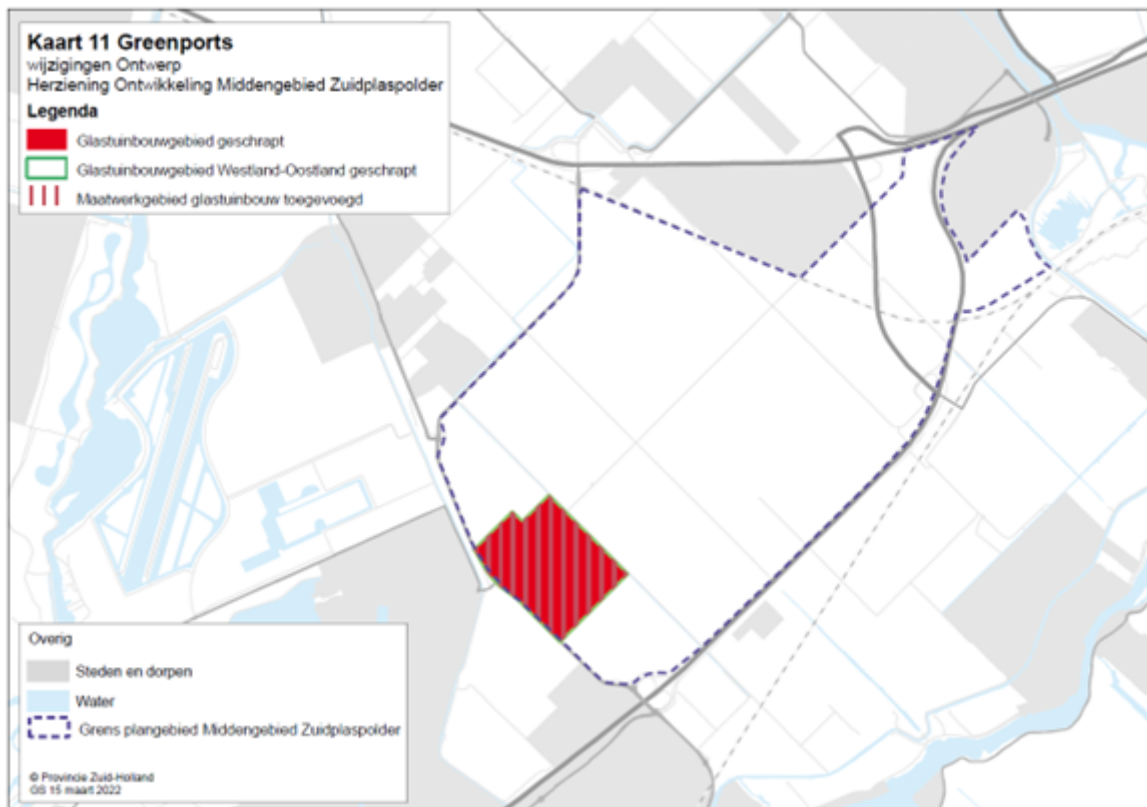 Kaart 11 Greenports
wijzigingen Ontwerp
Herziening Ontwikkeling Middengebied Zuidplaspolder
Legenda
Glastuinbouwgebied geschrapt
Glastuinbouwgebied Westland-Oostland geschrapt
Maatwerkgebied glastuinbouw toegevoegd
Overig
Steden en dorpen
Water
Grens plangebied Middengebied Zuidplaspolder
© Provincie Zuid-Holland
GS 15 maart 2022